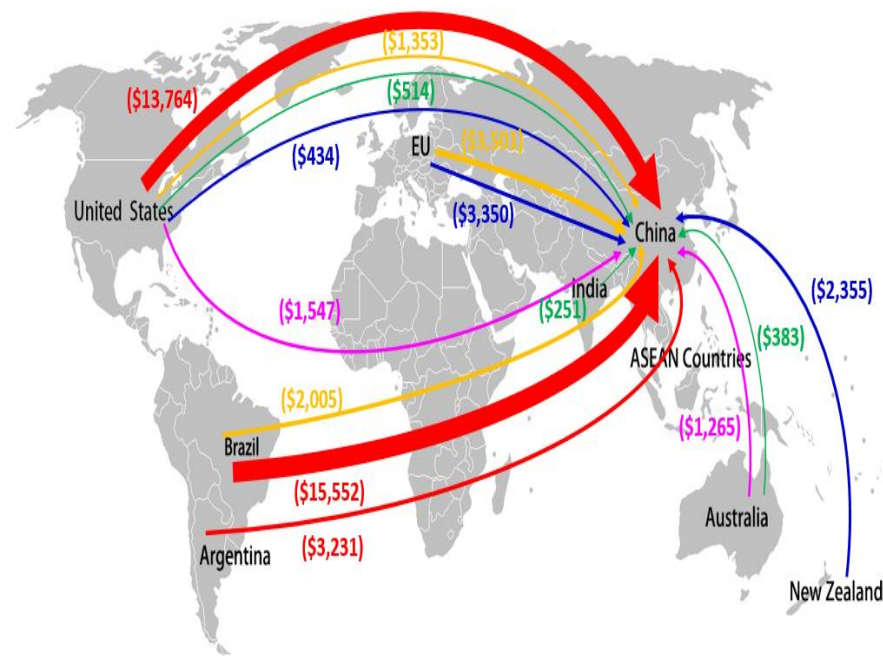 ($1,353)
($13,764)
($514)
EU
($3,501)
($434)
United States
($3,350)
China
India
($2,355)
($1,547)
($251)
($383)
ASEAN Countries
($2,005)
($1,265)
Brazil
($15,552)
Australia
($3,231)
Argentina
New Zealand